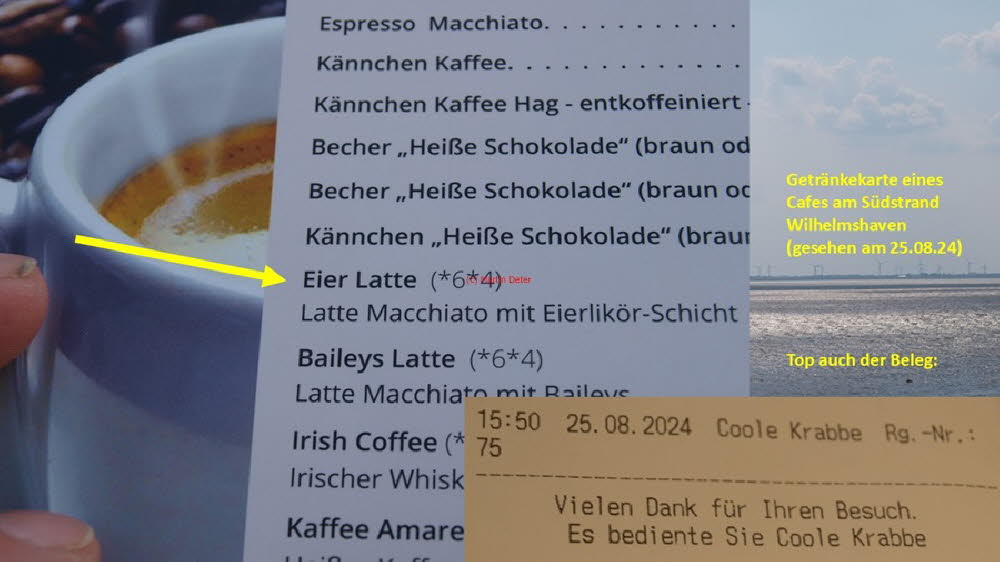 Espresso Macchiato. . . . . . . . . . . .
Kännchen Kaffee. . . . . . . . . . . . . .
Kännchen Kaffee Hag - entkoffeiniert -
Becher „Heiße Schokolade“ (braun od
Becher „Heiße Schokolade“ (braun od
Kännchen „Heiße Schokolade“ (braun
Eier Latte (*6*4)
Latte Macchiato mit Eierlikör-Schicht
Baileys Latte (*6*4)
Latte Macchiato mit Baileys
Irish Coffee (*
Irischer Whisk
Kaffee Amare
Getränkekarte eines
Cafes am Südstrand
Wilhelmshaven
(gesehen am 25.08.24)
Top auch der Beleg:
15:50 25.08.2024 Coole Krabbe Rg.-Nr.:
75
Vielen Dank für Ihren Besuch.
Es bediente Sie Coole Krabbe